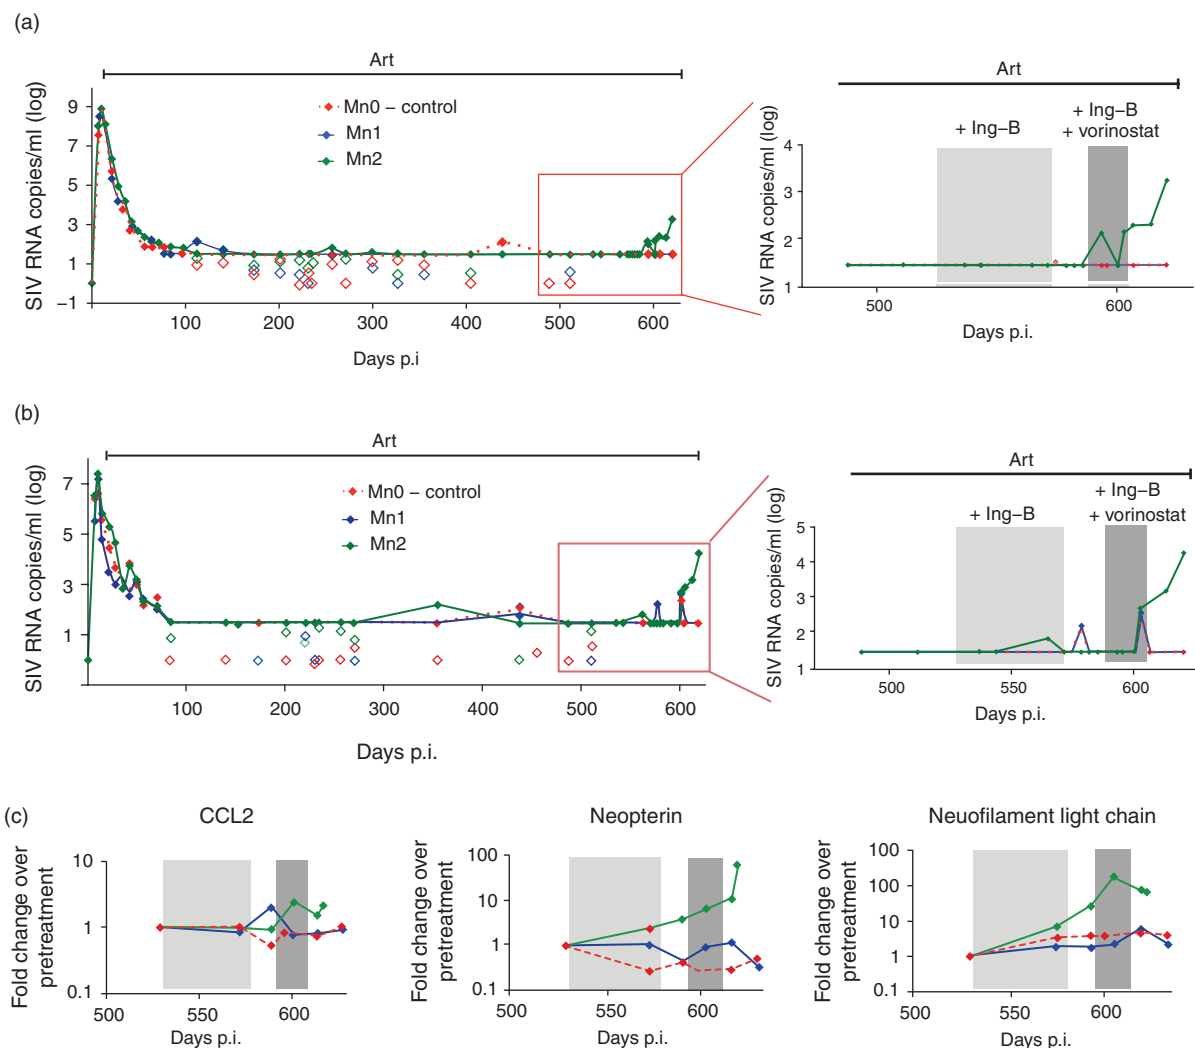 (a)
Art
SIV RNA copies/ml (log)
9
7
5
3
1
−1
Mn0 – control
Mn1
Mn2
100
200
300
400
500
600
Days p.i
Art
+ Ing–B
+ Ing–B
+ vorinostat
SIV RNA copies/ml (log)
4
3
2
1
500
600
Days p.i.
(b)
Art
SIV RNA copies/ml (log)
7
5
3
1
Mn0 – control
Mn1
Mn2
100
200
300
400
500
600
Days p.i.
Art
+ Ing–B
+ Ing–B
+ vorinostat
SIV RNA copies/ml (log)
5
4
3
2
1
500
550
600
Days p.i.
(c)
CCL2
Fold change over
pretreatment
10
1
0.1
500
600
Days p.i.
Neopterin
Fold change over
pretreatment
100
10
1
0.1
500
550
600
Days p.i.
Neuofilament light chain
Fold change over
pretreatment
100
100
10
1
0.1
500
550
600
Days p.i.